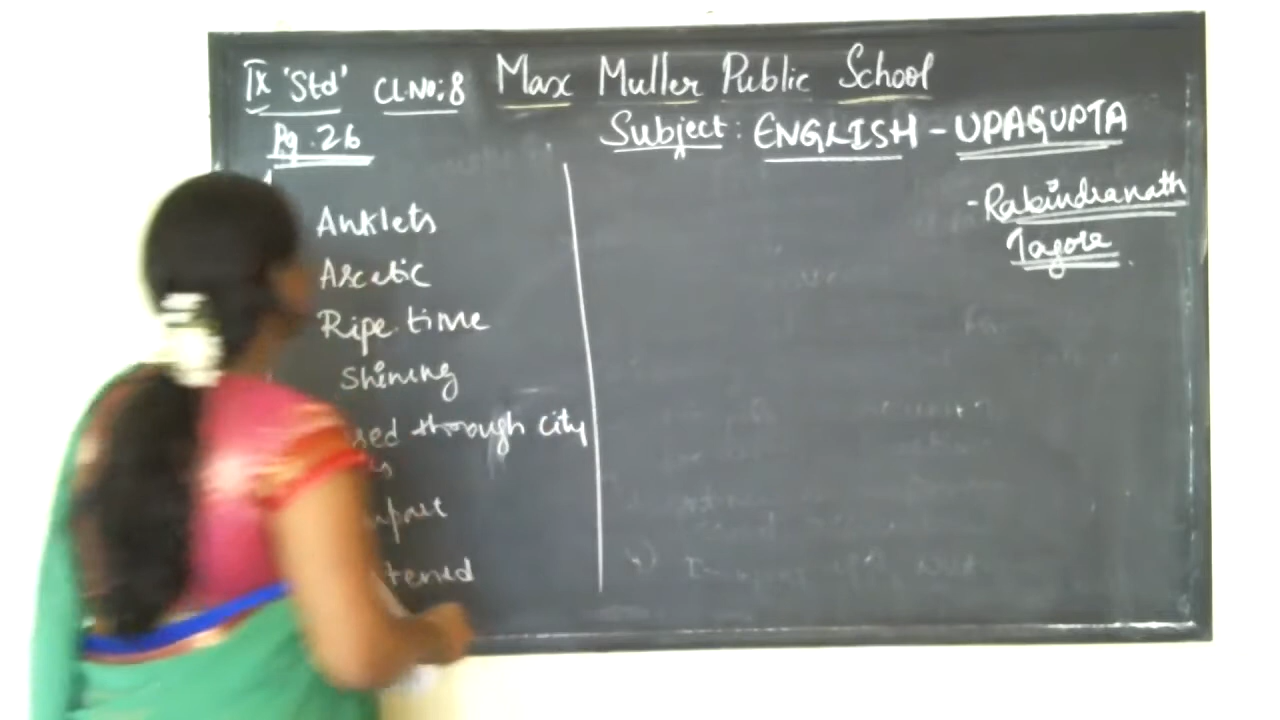 IX 'Std' Cl.No:8 Max Muller Public School
Pg. 26 Subject: ENGLISH - UPAGUPTA
- Rabindranath
Tagore.
Anklets
Ascetic
Ripe time
Shining
through city